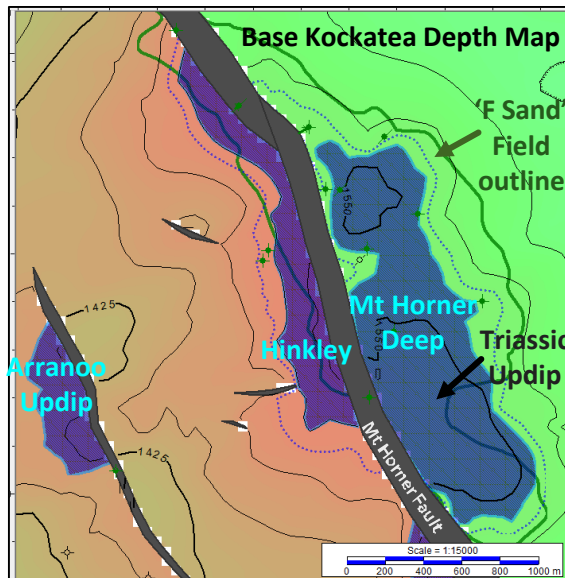 Base Kockatea Depth Map
'F Sand'
Field
outline
1550
1425
Mt Horner
Deep
1550
Hinkley
Triassic
Updip
Arranoo
Updip
1425
Mt Horner Fault
Scale = 1:15000
0 200 400 600 800 1000 m